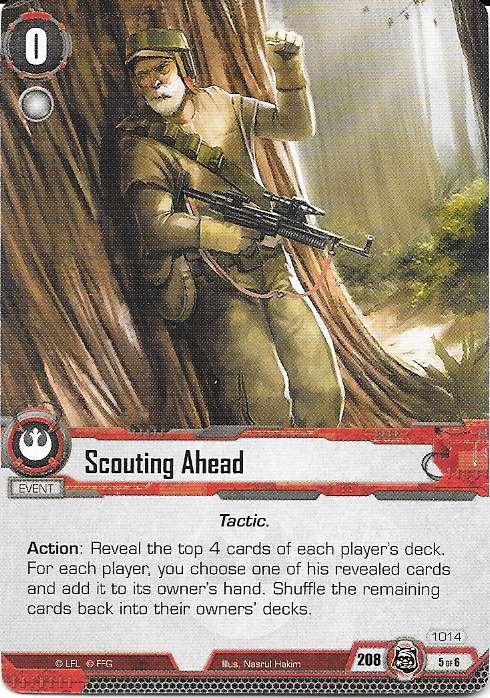 0
Scouting Ahead
EVENT
Tactic.
Action: Reveal the top 4 cards of each player's deck.
For each player, you choose one of his revealed cards
and add it to its owner's hand. Shuffle the remaining
cards back into their owners' decks.
1014
© LFL © FFG
Illus. Nasrul Hakim
208
5 OF 6